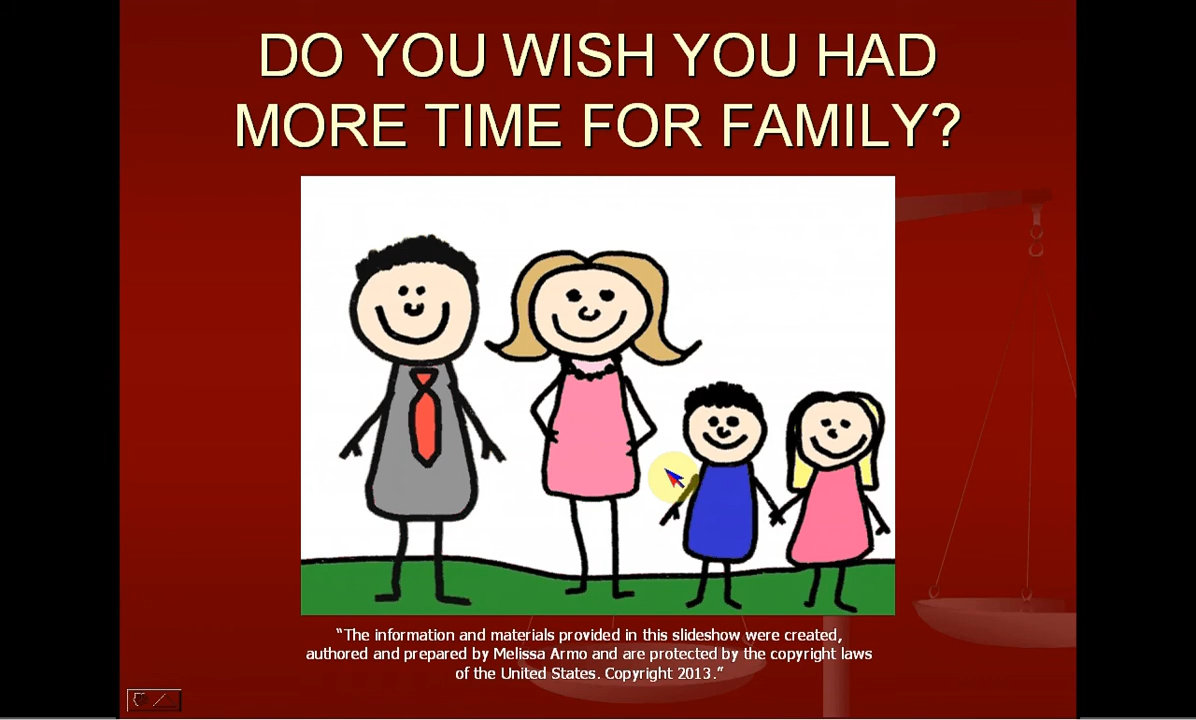 DO YOU WISH YOU HAD
MORE TIME FOR FAMILY?
“The information and materials provided in this slideshow were created,
authored and prepared by Melissa Armo and are protected by the copyright laws
of the United States. Copyright 2013.”